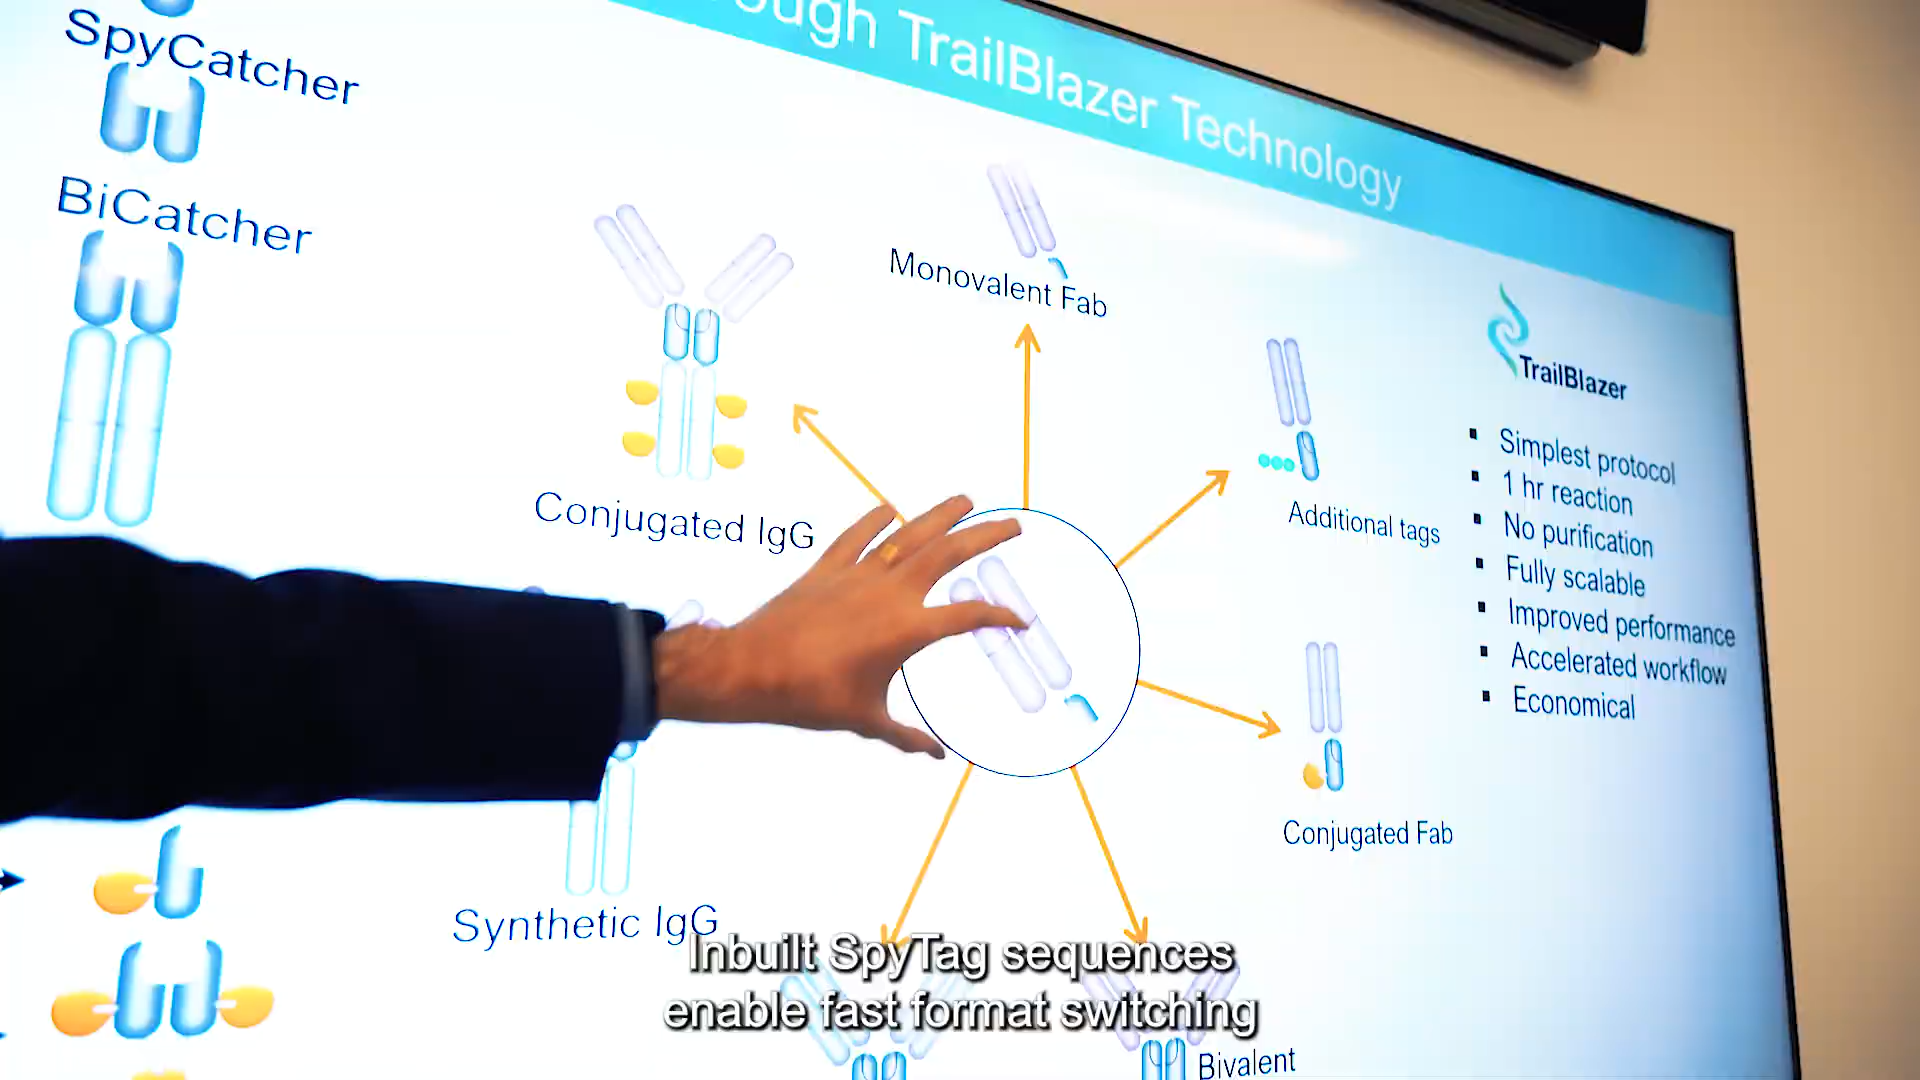 TrailBlazer Technology
SpyCatcher
BiCatcher
Monovalent Fab
Conjugated IgG
Additional tags
Conjugated Fab
Synthetic IgG
Bivalent
TrailBlazer
▪ Simplest protocol
▪ 1 hr reaction
▪ No purification
▪ Fully scalable
▪ Improved performance
▪ Accelerated workflow
▪ Economical
Inbuilt SpyTag sequences
enable fast format switching